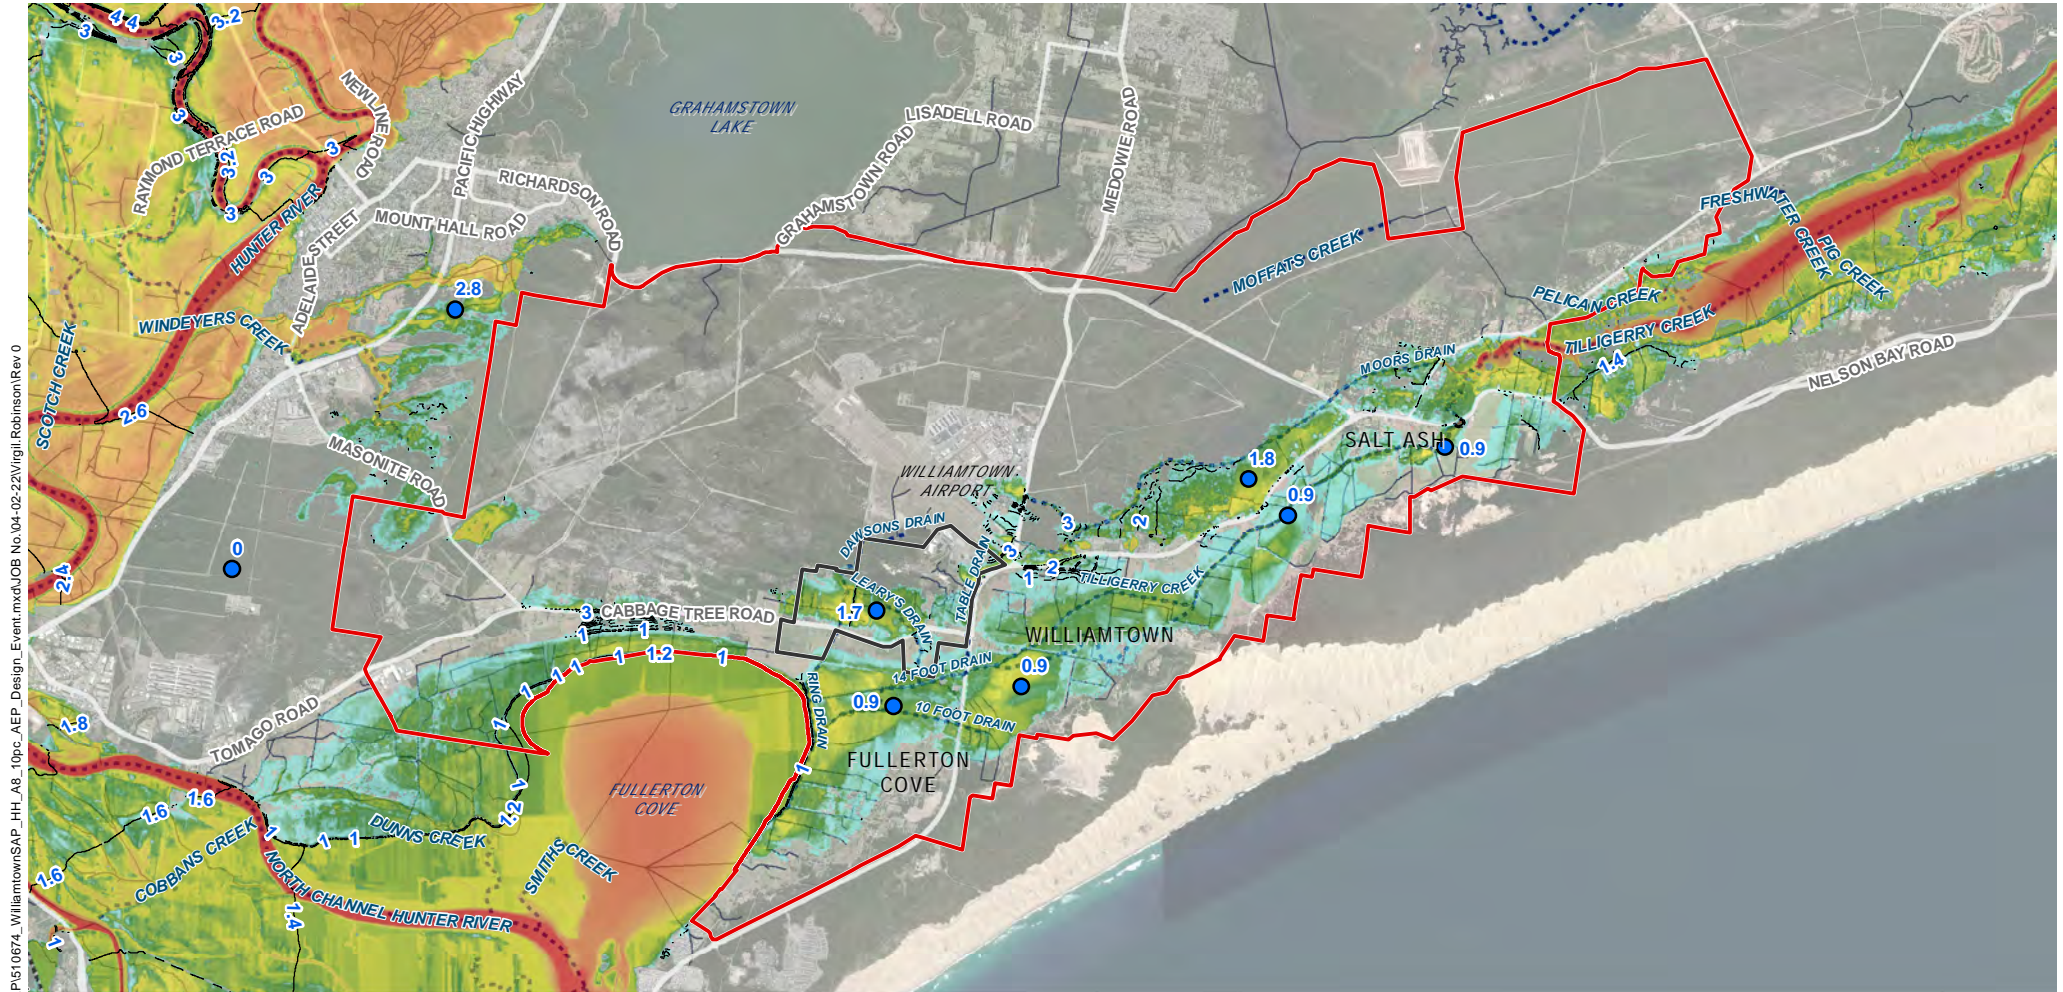 4.4
3.2
3
3
NEWLINE ROAD
PACIFIC HIGHWAY
GRAHAMSTOWN
LAKE
LISADELL ROAD
MEDOWIE ROAD
RAYMOND TERRACE ROAD
3
3.2
3
3
3
HUNTER RIVER
RICHARDSON ROAD
MOUNT HALL ROAD
ADELAIDE STREET
GRAHAMSTOWN ROAD
MOFFATS CREEK
FRESHWATER CREEK
PIG CREEK
PELICAN CREEK
TILLIGERRY CREEK
1.4
NELSON BAY ROAD
2.8
WINDEYERS CREEK
SCOTCH CREEK
2.6
MASONITE ROAD
MOORS DRAIN
SALT ASH
0.9
1.8
0.9
WILLIAMTOWN
AIRPORT
3
2
3
2
1
DAWSONS DRAIN
TABLE DRAIN
TILLIGERRY CREEK
0
2.4
LEARY'S DRAIN
1.7
3
CABBAGE TREE ROAD
1
1
WILLIAMTOWN
1
1
1
1
1.2
1
1
14 FOOT DRAIN
0.9
0.9
10 FOOT DRAIN
RING DRAIN
1
TOMAGO ROAD
1.8
FULLERTON
COVE
FULLERTON
COVE
1
1
1.2
1.6
1.6
1
1
1
DUNNS CREEK
COBBANS CREEK
SMITHS CREEK
1.6
NORTH CHANNEL HUNTER RIVER
1.4
1
P:\510674_WilliamtownSAP_HH_A8_10pc_AEP_Design_Event.mxd\JOB No.\04-02-22\Virgil.Robinson\Rev 0